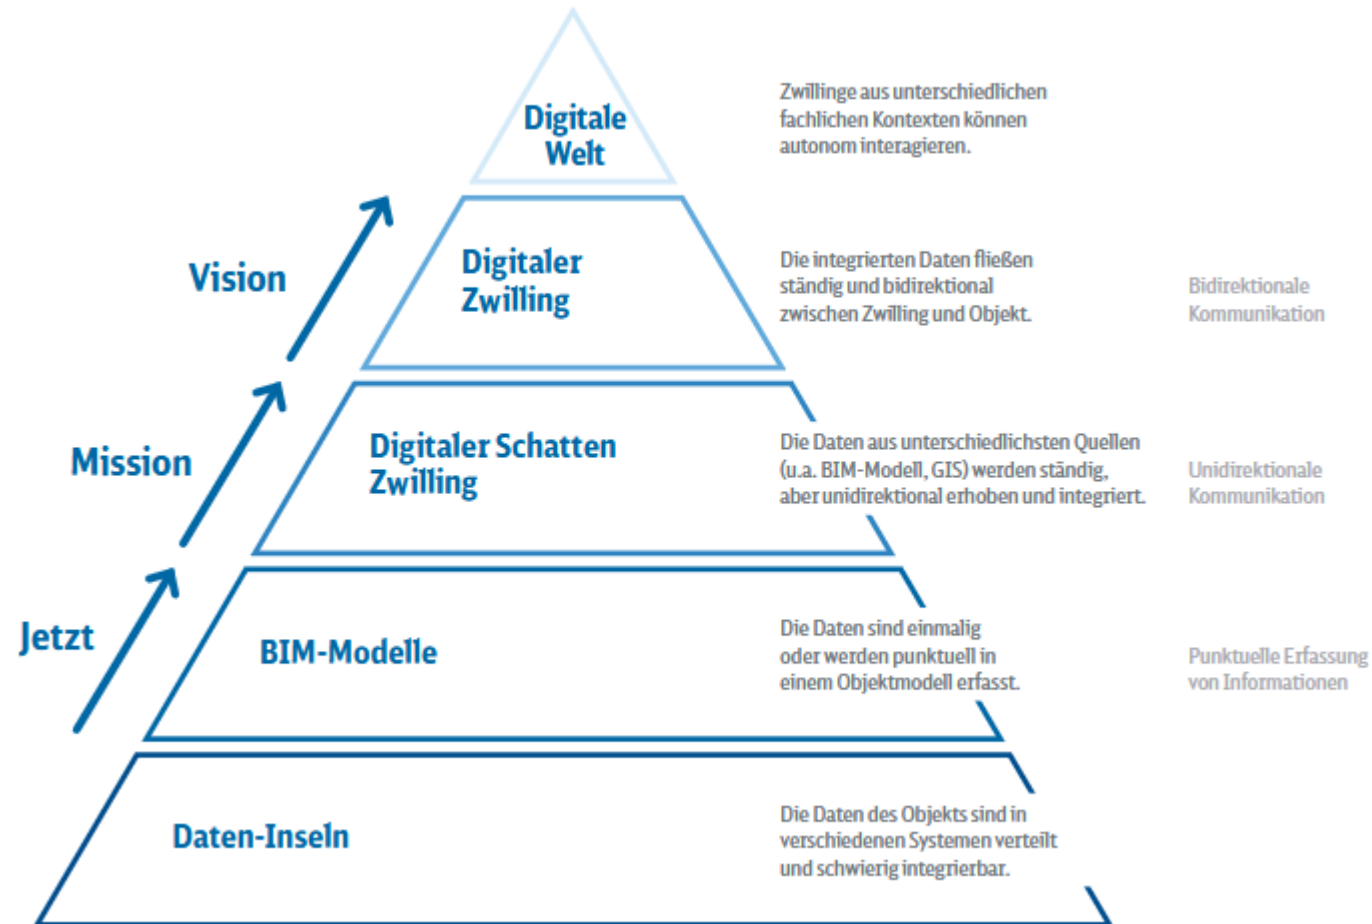 Digitale
Welt
Zwillinge aus unterschiedlichen
fachlichen Kontexten können
autonom interagieren.
Vision
Digitaler
Zwilling
Die integrierten Daten fließen
ständig und bidirektional
zwischen Zwilling und Objekt.
Bidirektionale
Kommunikation
Mission
Digitaler Schatten
Zwilling
Die Daten aus unterschiedlichsten Quellen
(u.a. BIM-Modell, GIS) werden ständig,
aber unidirektional erhoben und integriert.
Unidirektionale
Kommunikation
Jetzt
BIM-Modelle
Die Daten sind einmalig
oder werden punktuell in
einem Objektmodell erfasst.
Punktuelle Erfassung
von Informationen
Daten-Inseln
Die Daten des Objekts sind in
verschiedenen Systemen verteilt
und schwierig integrierbar.